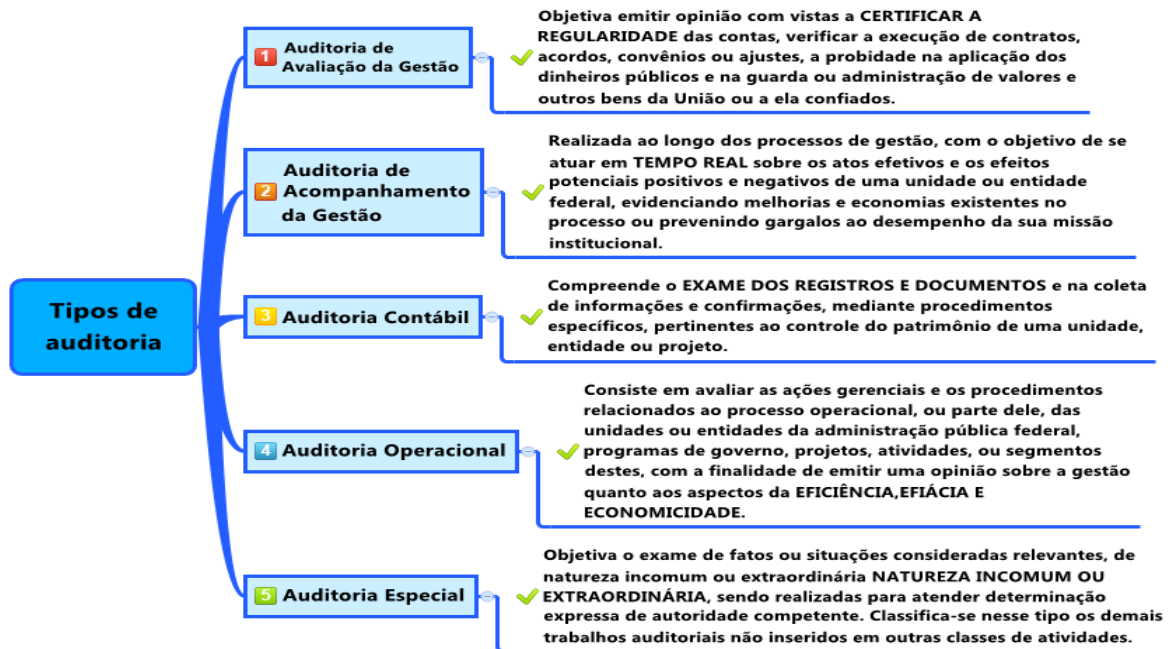 Tipos de
auditoria
1
Auditoria de
Avaliação da Gestão
Objetiva emitir opinião com vistas a CERTIFICAR A
REGULARIDADE das contas, verificar a execução de contratos,
acordos, convênios ou ajustes, a probidade na aplicação dos
dinheiros públicos e na guarda ou administração de valores e
outros bens da União ou a ela confiados.
2
Auditoria de
Acompanhamento
da Gestão
Realizada ao longo dos processos de gestão, com o objetivo de se
atuar em TEMPO REAL sobre os atos efetivos e os efeitos
potenciais positivos e negativos de uma unidade ou entidade
federal, evidenciando melhorias e economias existentes no
processo ou prevenindo gargalos ao desempenho da sua missão
institucional.
3
Auditoria Contábil
Compreende o EXAME DOS REGISTROS E DOCUMENTOS e na coleta
de informações e confirmações, mediante procedimentos
específicos, pertinentes ao controle do patrimônio de uma unidade,
entidade ou projeto.
4
Auditoria Operacional
Consiste em avaliar as ações gerenciais e os procedimentos
relacionados ao processo operacional, ou parte dele, das
unidades ou entidades da administração pública federal,
programas de governo, projetos, atividades, ou segmentos
destes, com a finalidade de emitir uma opinião sobre a gestão
quanto aos aspectos da EFICIÊNCIA,EFIÁCIA E
ECONOMICIDADE.
5
Auditoria Especial
Objetiva o exame de fatos ou situações consideradas relevantes, de
natureza incomum ou extraordinária NATUREZA INCOMUM OU
EXTRAORDINÁRIA, sendo realizadas para atender determinação
expressa de autoridade competente. Classifica-se nesse tipo os demais
trabalhos auditoriais não inseridos em outras classes de atividades.